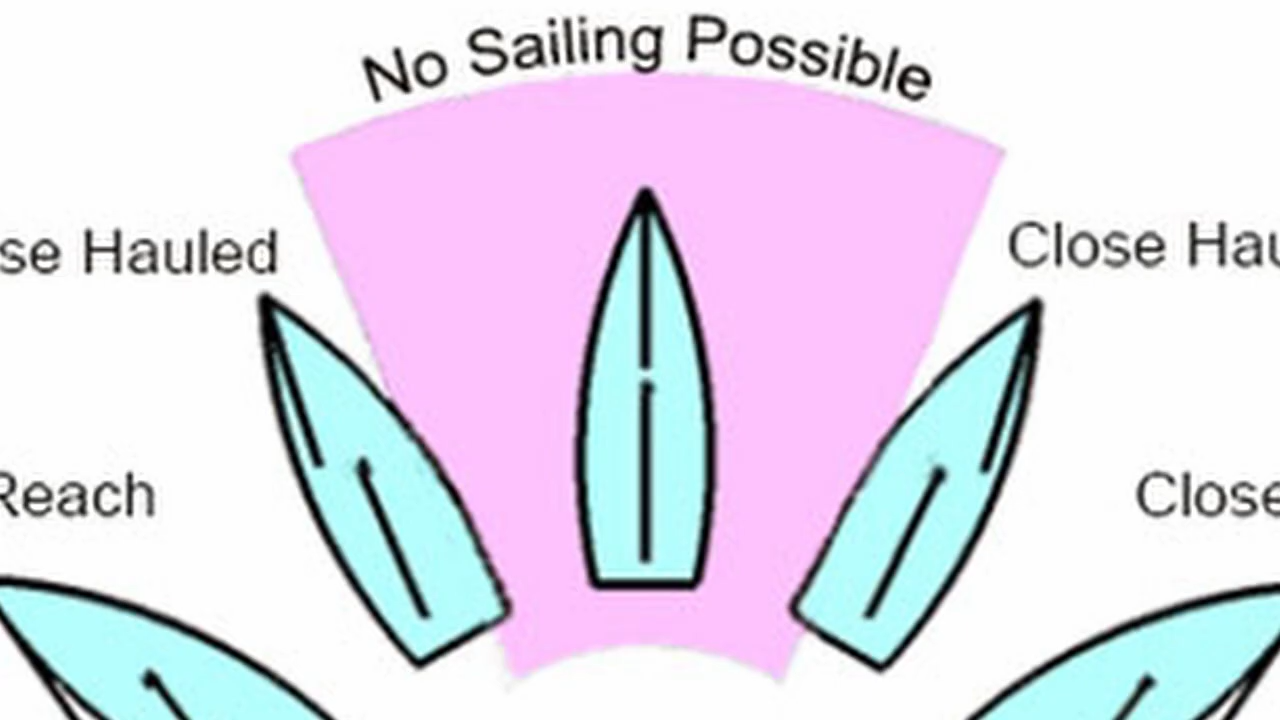 No Sailing Possible
se Hauled
Close Hau
Reach
Close